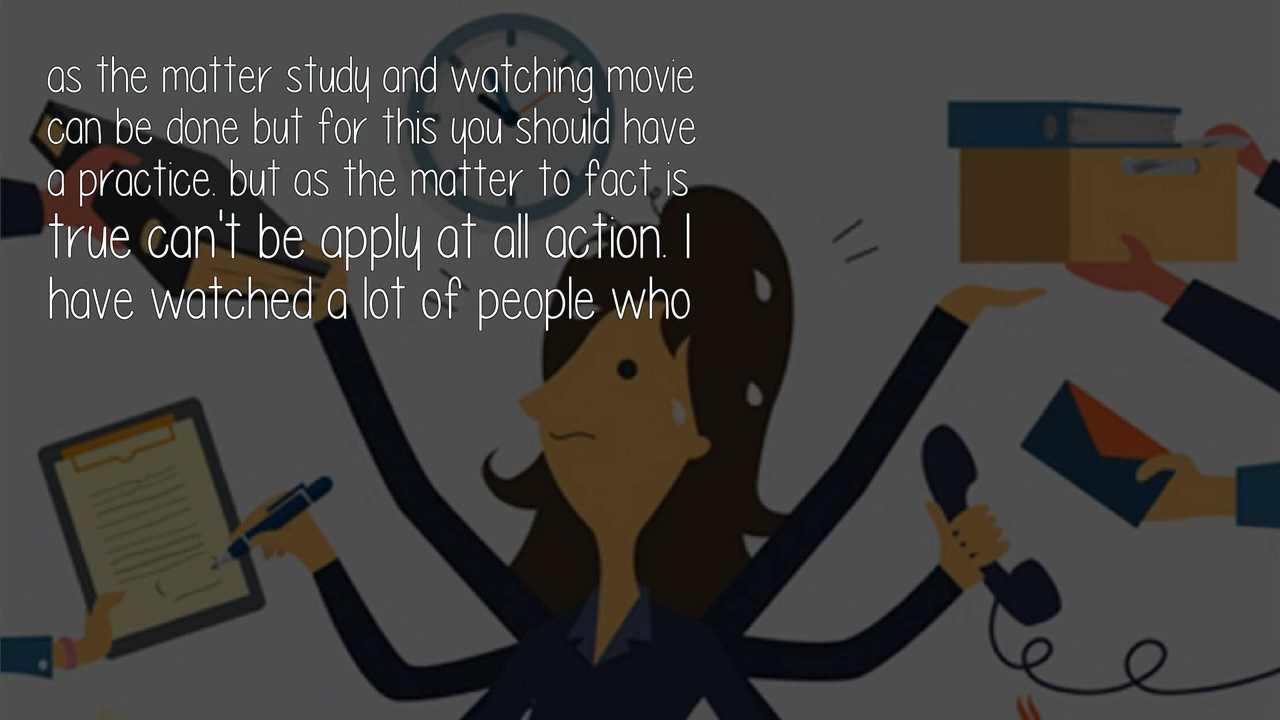 as the matter study and watching movie
can be done but for this you should have
a practice. but as the matter to fact is
true can't be apply at all action. I
have watched a lot of people who